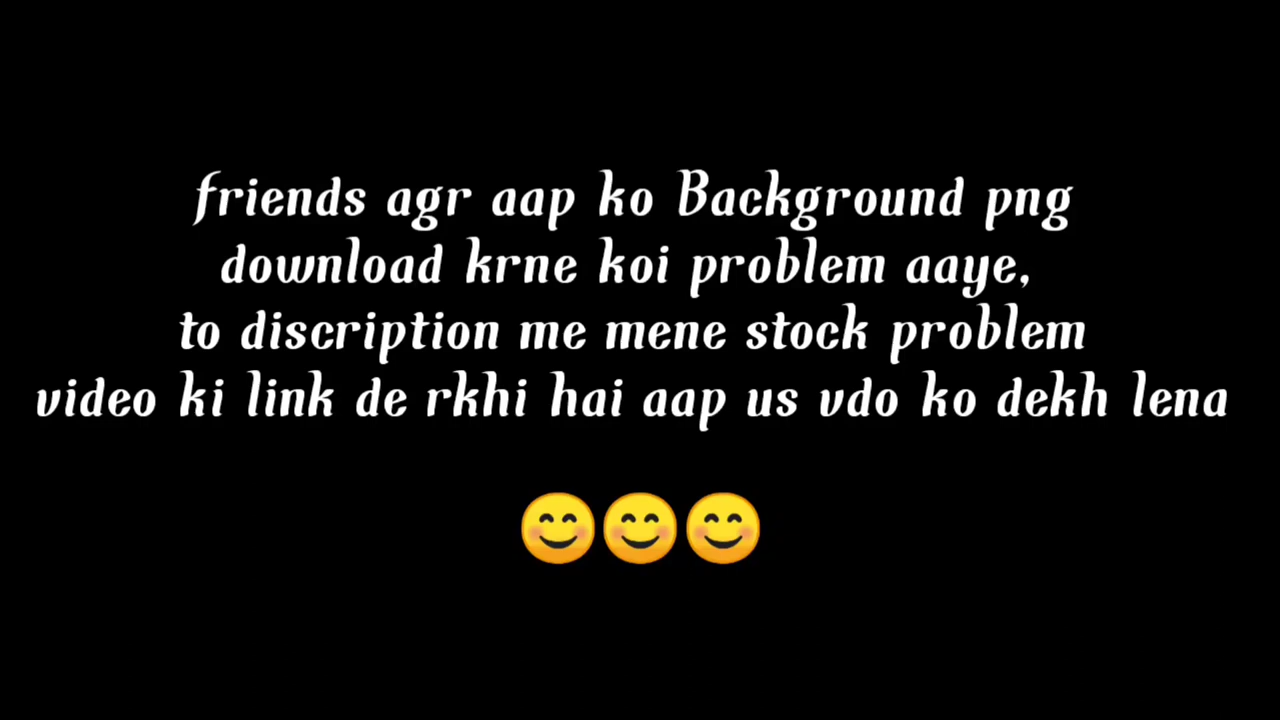 friends agr aap ko Background png
download krne koi problem aaye,
to discription me mene stock problem
video ki link de rkhi hai aap us vdo ko dekh lena
😊😊😊